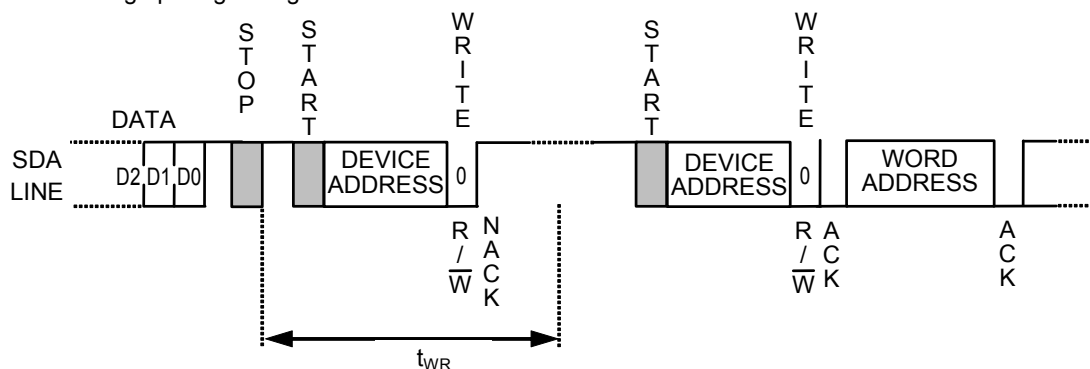 STOP
START
WRITE
START
WRITE
DATA
SDA LINE
D2 D1 D0
DEVICE
ADDRESS
0
DEVICE
ADDRESS
0
WORD
ADDRESS
R/W̅
NACK
R/W̅
ACK
ACK
tWR